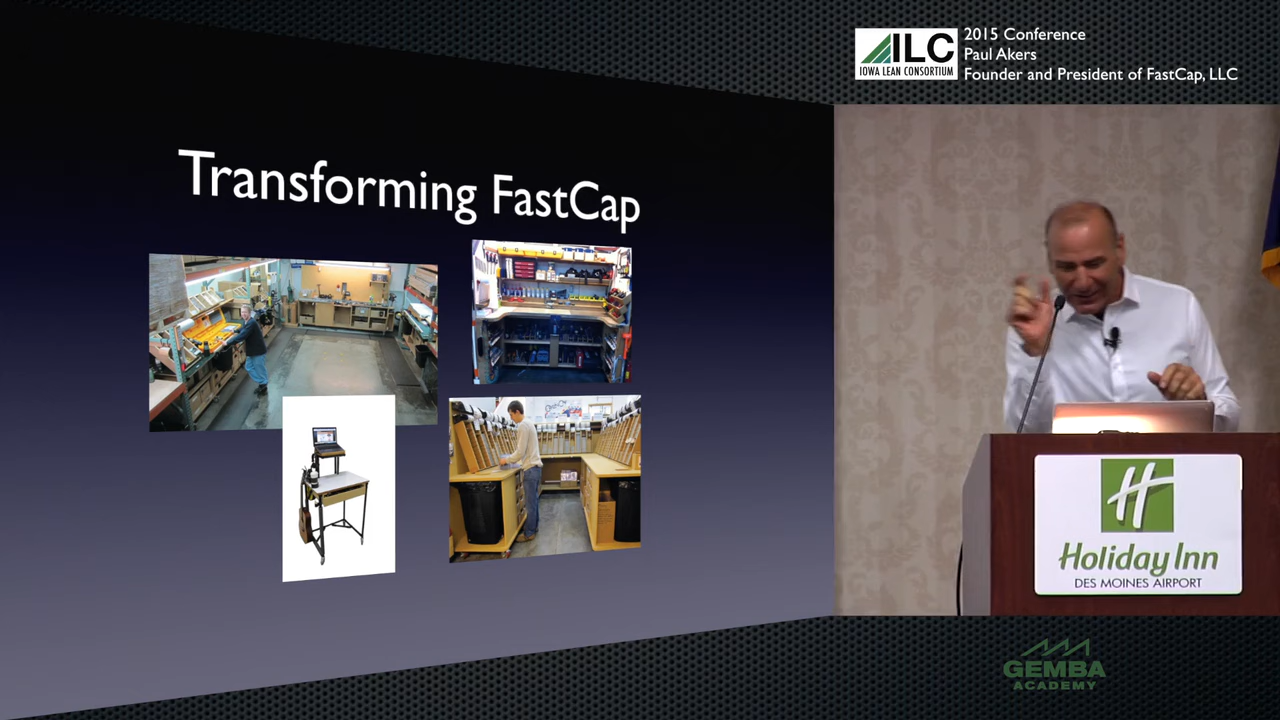 ILC
IOWA LEAN CONSORTIUM
2015 Conference
Paul Akers
Founder and President of FastCap, LLC
Transforming FastCap
H
Holiday Inn
DES MOINES AIRPORT
GEMBA
ACADEMY